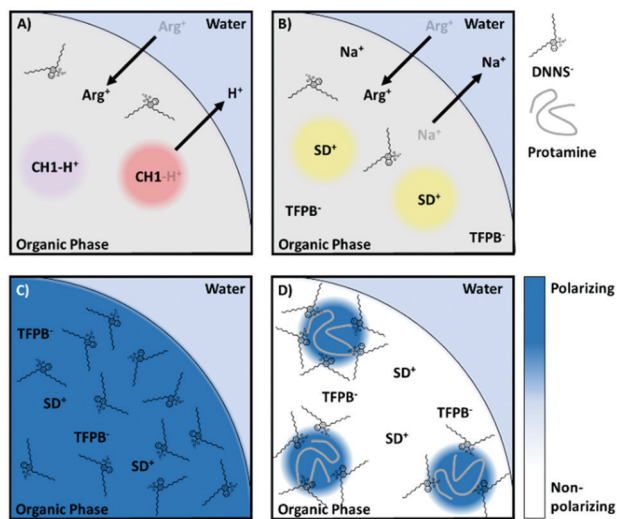 A)
Water
Arg⁺
Arg⁺
H⁺
CH1-H⁺
CH1-H⁺
Organic Phase
B)
Water
Na⁺
Arg⁺
Arg⁺
Na⁺
Na⁺
SD⁺
SD⁺
TFPB⁻
TFPB⁻
Organic Phase
DNNS⁻
Protamine
C)
Water
TFPB⁻
SD⁺
TFPB⁻
SD⁺
Organic Phase
D)
Water
SD⁺
TFPB⁻
TFPB⁻
SD⁺
Organic Phase
Polarizing
Non-
polarizing